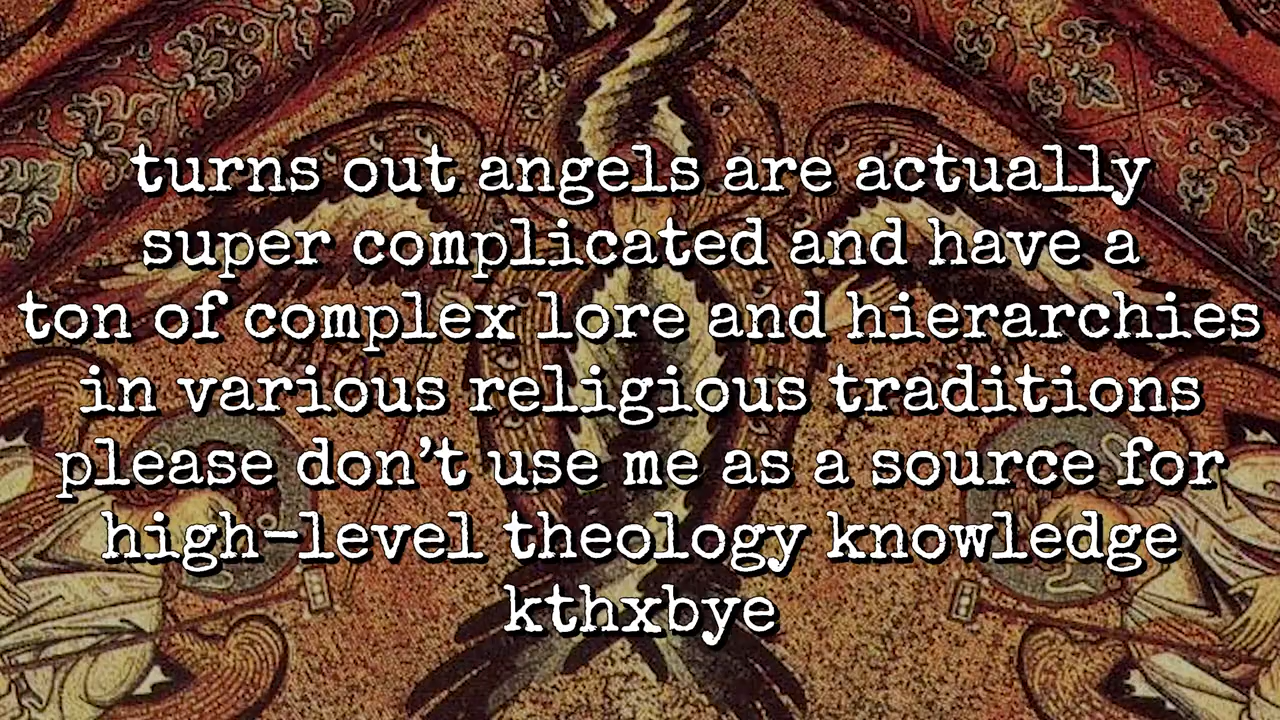 turns out angels are actually
super complicated and have a
ton of complex lore and hierarchies
in various religious traditions
please don't use me as a source for
high-level theology knowledge
kthxbye